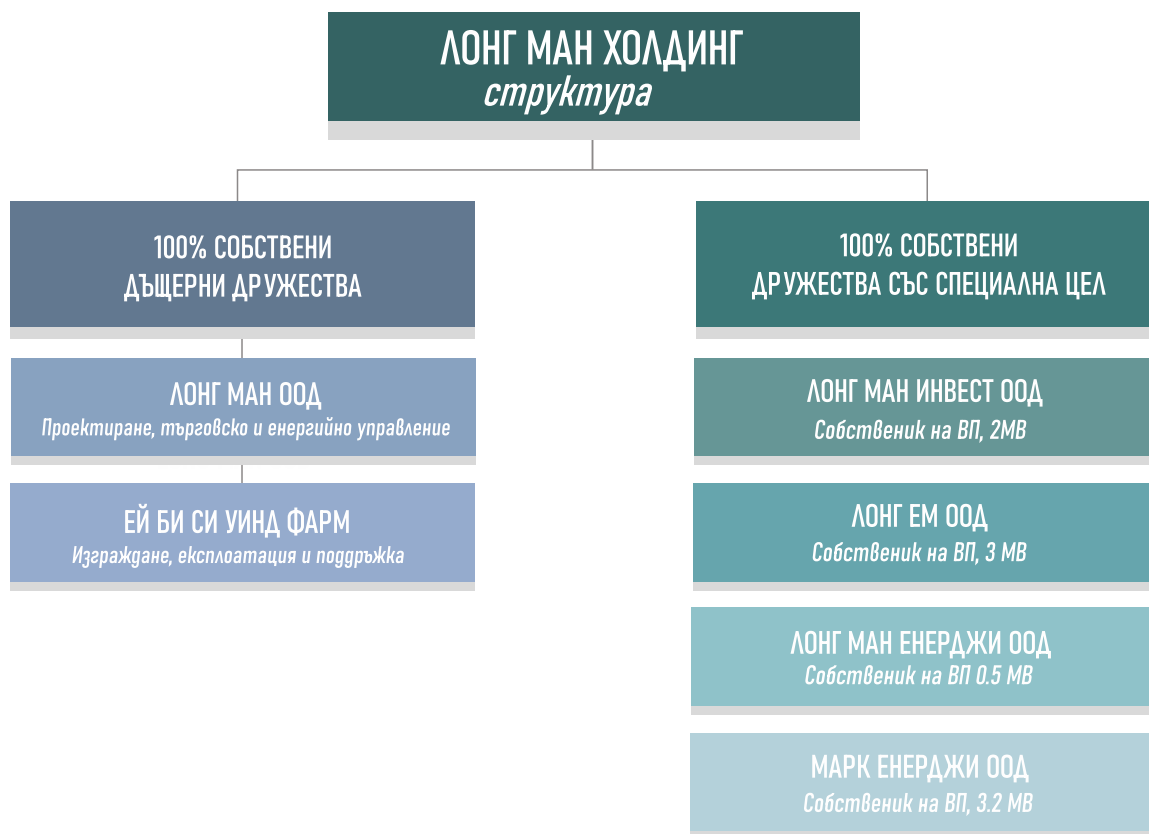 ЛОНГ МАН ХОЛДИНГ
структура
100% СОБСТВЕНИ
ДЪЩЕРНИ ДРУЖЕСТВА
ЛОНГ МАН ООД
Проектиране, търговско и енергийно управление
ЕЙ БИ СИ УИНД ФАРМ
Изграждане, експлоатация и поддръжка
100% СОБСТВЕНИ
ДРУЖЕСТВА СЪС СПЕЦИАЛНА ЦЕЛ
ЛОНГ МАН ИНВЕСТ ООД
Собственик на ВП, 2МВ
ЛОНГ ЕМ ООД
Собственик на ВП, 3 МВ
ЛОНГ МАН ЕНЕРДЖИ ООД
Собственик на ВП 0.5 МВ
МАРК ЕНЕРДЖИ ООД
Собственик на ВП, 3.2 МВ